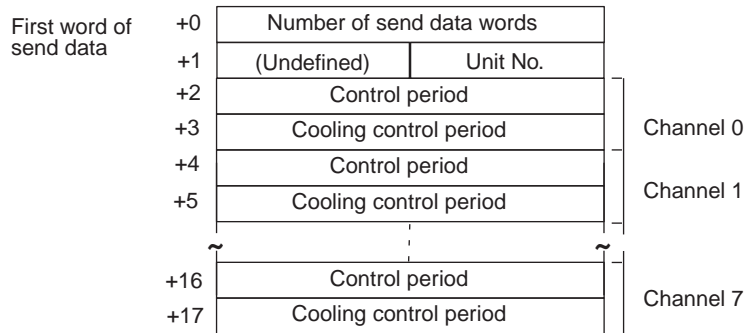 First word of
send data
+0 Number of send data words
+1 (Undefined) Unit No.
+2 Control period
+3 Cooling control period
Channel 0
+4 Control period
+5 Cooling control period
Channel 1
~ ~
+16 Control period
+17 Cooling control period
Channel 7